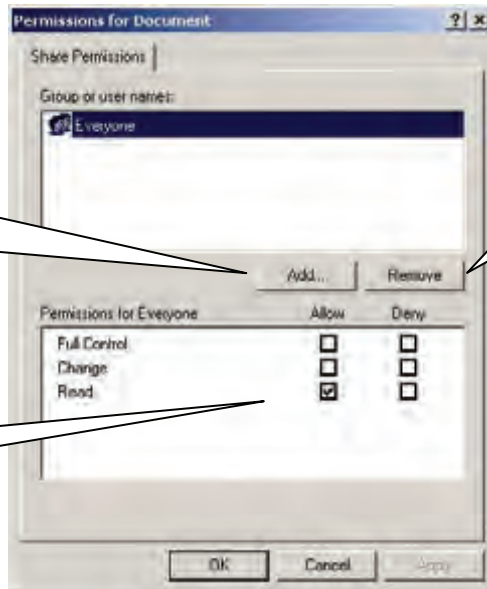 Permissions for Document
Share Permissions
Group or user names:
Everyone
Add... Remove
Permissions for Everyone Allow Deny
Full Control
Change
Read
OK Cancel Apply